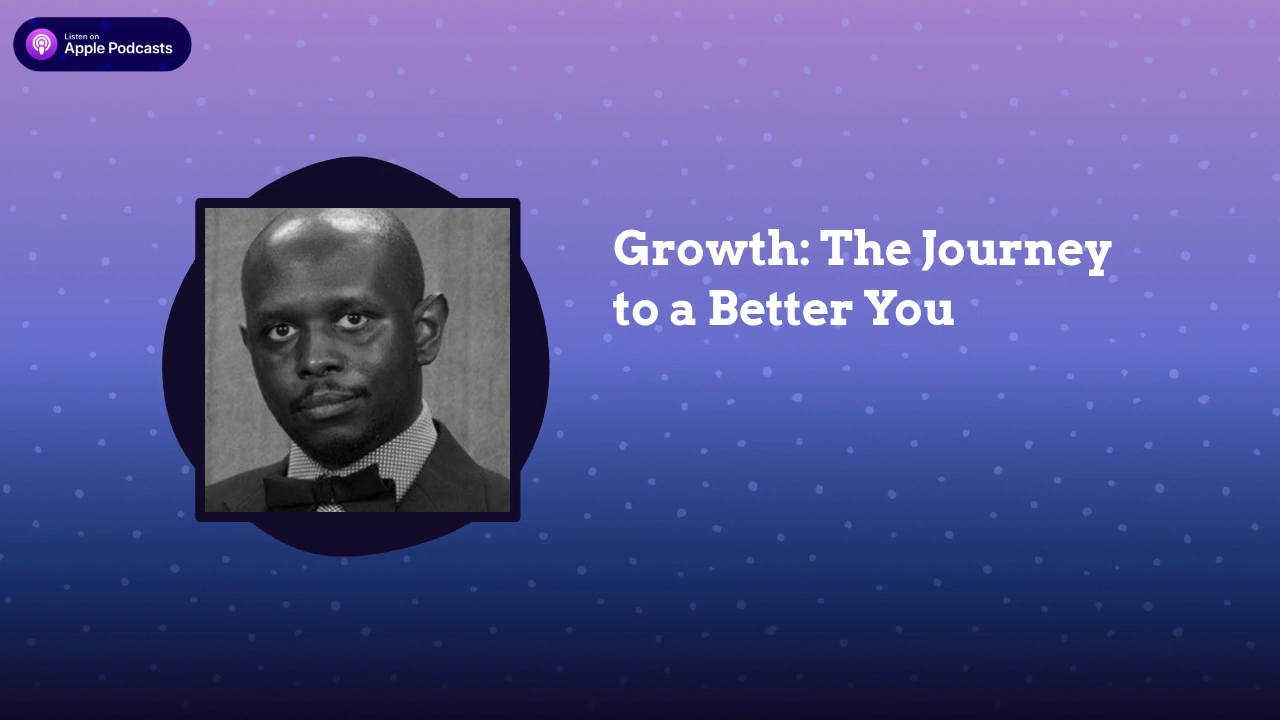 Listen on
Apple Podcasts
Growth: The Journey
to a Better You